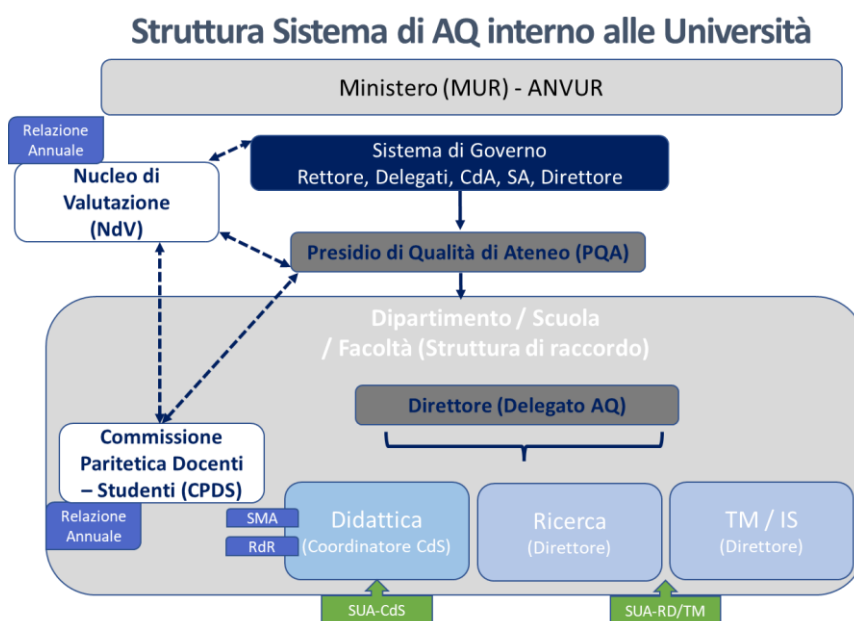 Struttura Sistema di AQ interno alle Università
Ministero (MUR) - ANVUR
Relazione
Annuale
Nucleo di
Valutazione
(NdV)
Sistema di Governo
Rettore, Delegati, CdA, SA, Direttore
Presidio di Qualità di Ateneo (PQA)
Dipartimento / Scuola
/ Facoltà (Struttura di raccordo)
Direttore (Delegato AQ)
Commissione
Paritetica Docenti
– Studenti (CPDS)
Relazione
Annuale
SMA
RdR
Didattica
(Coordinatore CdS)
Ricerca
(Direttore)
TM / IS
(Direttore)
SUA-CdS
SUA-RD/TM